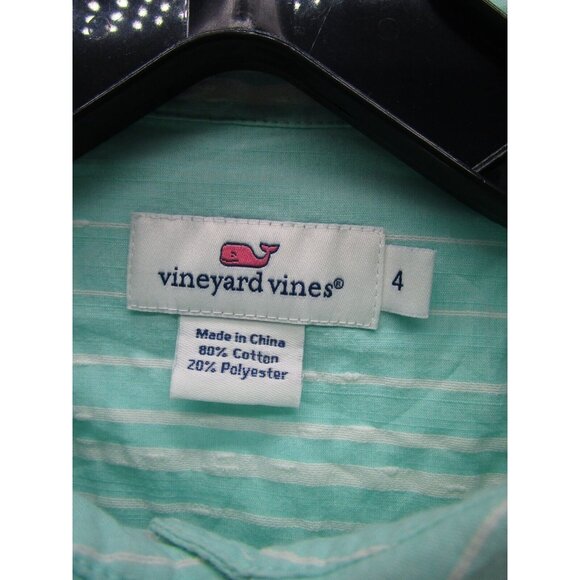 vineyard vines®
4
Made in China
80% Cotton
20% Polyester